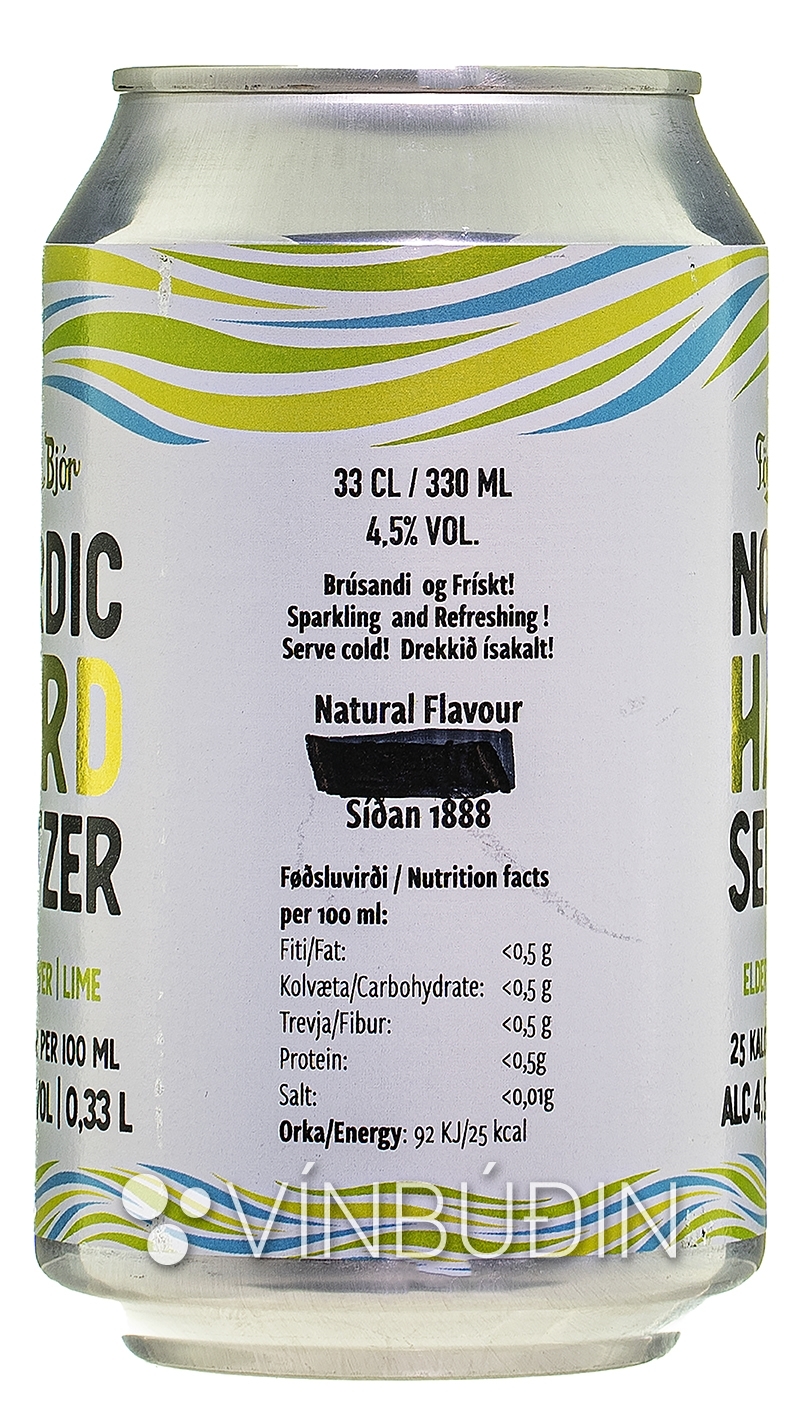 Bjór
RDIC
RD
ZER
ER | LIME
PER 100 ML
VOL | 0,33 L
33 CL / 330 ML
4,5% VOL.
Brúsandi og Frískt!
Sparkling and Refreshing !
Serve cold! Drekkið ísakalt!
Natural Flavour
Síðan 1888
Føðsluvirði / Nutrition facts
per 100 ml:
Fiti/Fat: <0,5 g
Kolvæta/Carbohydrate: <0,5 g
Trevja/Fibur: <0,5 g
Protein: <0,5g
Salt: <0,01g
Orka/Energy: 92 KJ/25 kcal
NO
H
SE
ELDE
25 KAL
ALC 4,5
VÍNBÚÐIN